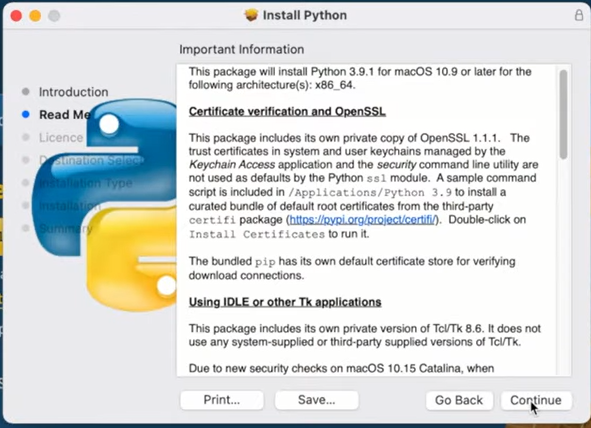 Install Python
Important Information
Introduction
Read Me
Licence
Destination Select
Installation Type
Installation
Summary
This package will install Python 3.9.1 for macOS 10.9 or later for the
following architecture(s): x86_64.
Certificate verification and OpenSSL
This package includes its own private copy of OpenSSL 1.1.1. The
trust certificates in system and user keychains managed by the
Keychain Access application and the security command line utility are
not used as defaults by the Python ssl module. A sample command
script is included in /Applications/Python 3.9 to install a
curated bundle of default root certificates from the third-party
certifi package (https://pypi.org/project/certifi/). Double-click on
Install Certificates to run it.
The bundled pip has its own default certificate store for verifying
download connections.
Using IDLE or other Tk applications
This package includes its own private version of Tcl/Tk 8.6. It does not
use any system-supplied or third-party supplied versions of Tcl/Tk.
Due to new security checks on macOS 10.15 Catalina, when
Print...
Save...
Go Back
Continue